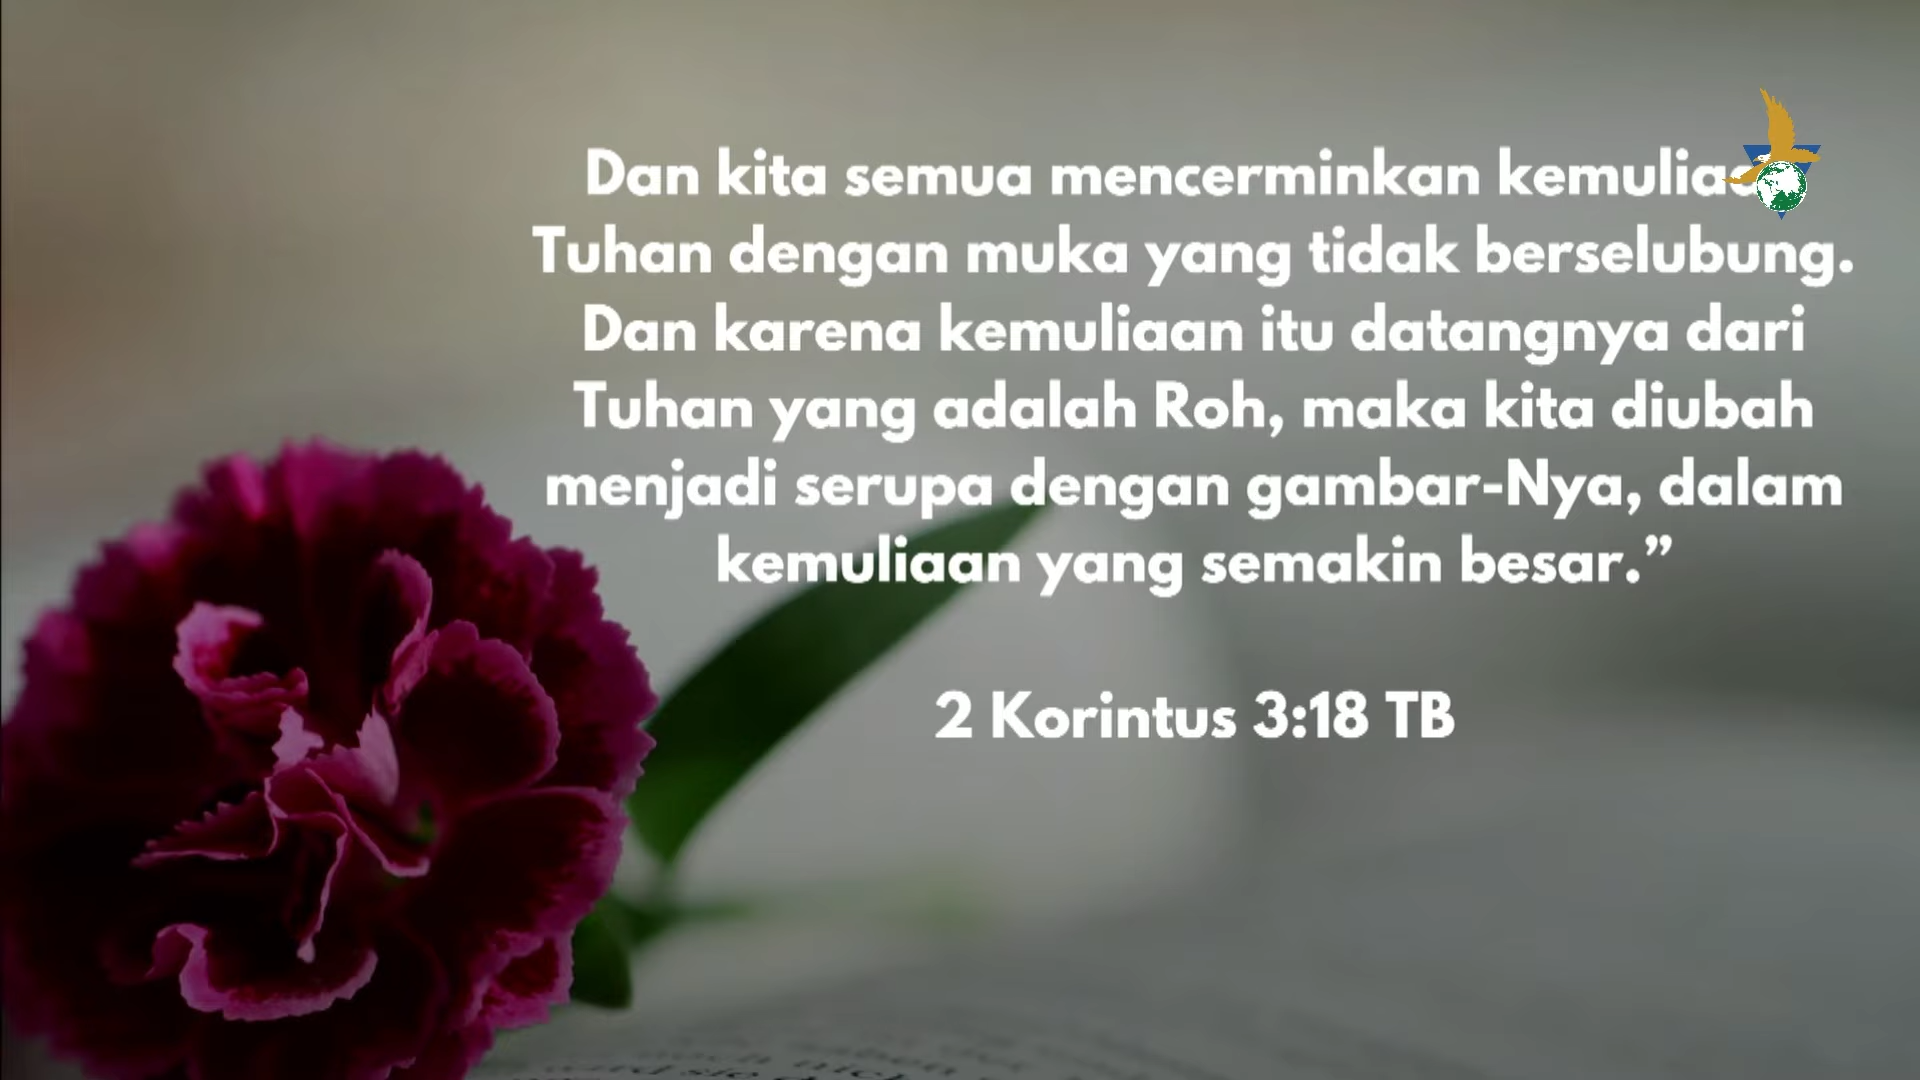 Dan kita semua mencerminkan kemuliaan
Tuhan dengan muka yang tidak berselubung.
Dan karena kemuliaan itu datangnya dari
Tuhan yang adalah Roh, maka kita diubah
menjadi serupa dengan gambar-Nya, dalam
kemuliaan yang semakin besar.”
2 Korintus 3:18 TB